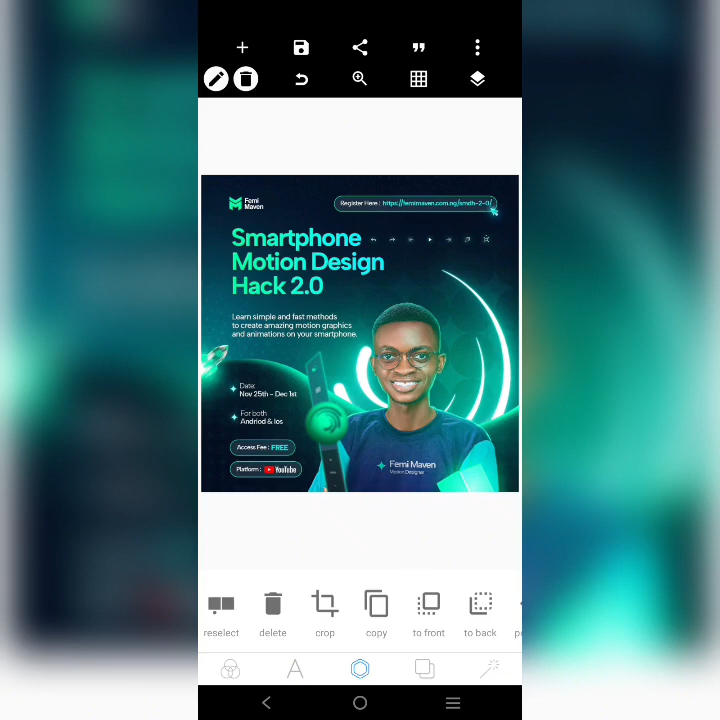 Femi
Maven
Register Here : https://femimaven.com.ng/smdh-2-0/
Smartphone
Motion Design
Hack 2.0
Learn simple and fast methods
to create amazing motion graphics
and animations on your smartphone.
Date:
Nov 25th - Dec 1st
For both
Andriod & Ios
Access Fee : FREE
Platform : YouTube
Femi Maven
Motion Designer
reselect
delete
crop
copy
to front
to back